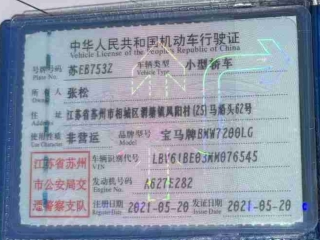 中华人民共和国机动车行驶证
Vehicle License of the People's Republic of China
号牌号码 苏EB753Z 车辆类型 小型轿车
Plate No. Vehicle Type
所有人 张松
Owner
住址 江苏省苏州市相城区渭塘镇凤阳村(25)马泊头62号
Address
使用性质 非营运 品牌型号 宝马牌BMW7200LG
Use Character Model
江苏省苏州 车辆识别代号
VIN
市公安局交 发动机号码
Engine No.
通警察支队 注册日期 2021-05-20 发证日期 2021-05-20
Register Date Issue Date